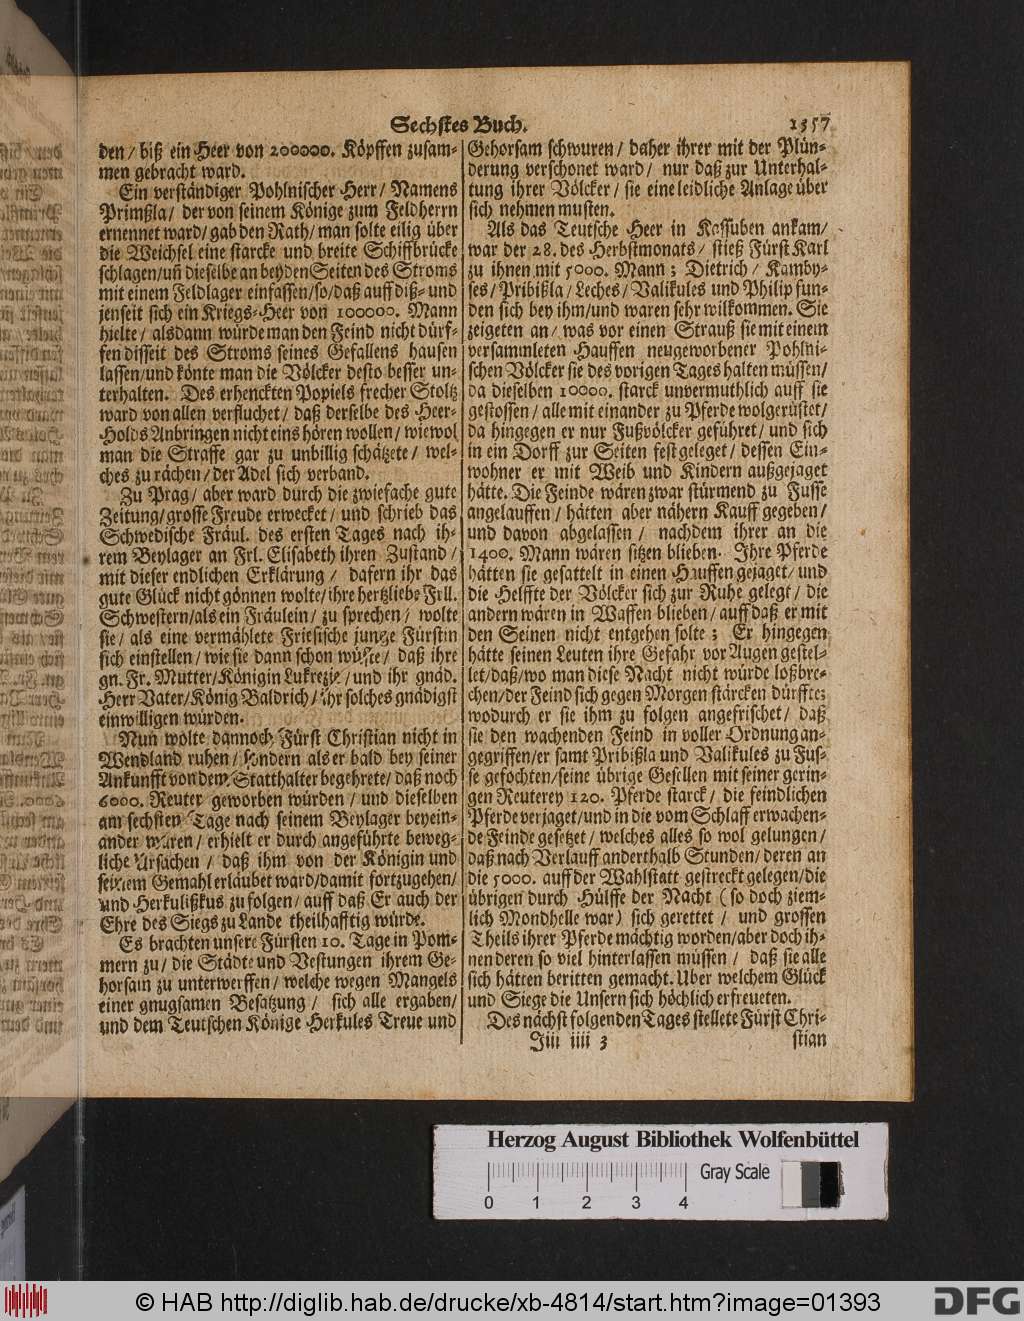 Sechstes Buch. 1357
den / biß ein Heer von 200000. Köpffen zusam-
men gebracht ward.
Ein verständiger Pohlnischer Herr / Namens
Primßla / der von seinem Könige zum Feldherrn
ernennet ward / gab den Rath / man solte eilig über
die Weichsel eine starcke und breite Schiffbrücke
schlagen / uñ dieselbe an beyden Seiten des Stroms
mit einem Feldlager einfassen / so / daß auff diß- und
jenseit sich ein Kriegs-Heer von 100000. Mann
hielte / alsdann würde man den Feind nicht dürf-
fen disseit des Stroms seines Gefallens hausen
lassen / und könte man die Völcker desto besser un-
terhalten. Des erhenckten Popiels frecher Stoltz
ward von allen verfluchet / daß derselbe des Heer-
Holds Anbringen nicht eins hören wollen / wiewol
man die Straffe gar zu unbillig schätzete / wel-
ches zu rächen / der Adel sich verband.
Zu Prag / aber ward durch die zwiefache gute
Zeitung / grosse Freude erwecket / und schrieb das
Schwedische Fräul. des ersten Tages nach ih-
rem Beylager an Frl. Elisabeth ihren Zustand /
mit dieser endlichen Erklärung / dafern ihr das
gute Glück nicht gönnen wolte / ihre hertzliebe Frll.
Schwestern / als ein Fräulein / zu sprechen / wolte
sie / als eine vermählete Friesische junge Fürstin
sich einstellen / wie sie dann schon wüste / daß ihre
gn. Fr. Mutter / Königin Lukrezie / und ihr gnäd.
Herr Vater / König Baldrich / ihr solches gnädigst
einwilligen würden.
Nun wolte dannoch Fürst Christian nicht in
Wendland ruhen / sondern als er bald bey seiner
Ankunfft von dem Statthalter begehrete / daß noch
6000. Reuter geworben würden / und dieselben
am sechsten Tage nach seinem Beylager beyein-
ander wären / erhielt er durch angeführte beweg-
liche Ursachen / daß ihm von der Königin und
seinem Gemahl erläubet ward / damit fortzugehen /
und Herkulißkus zu folgen / auff daß Er auch der
Ehre des Siegs zu Lande theilhafftig würde.
Es brachten unsere Fürsten 10. Tage in Pom-
mern zu / die Städte und Vestungen ihrem Ge-
horsam zu unterwerffen / welche wegen Mangels
einer gnugsamen Besatzung / sich alle ergaben /
und dem Teutschen Könige Herkules Treue und
Gehorsam schwuren / daher ihrer mit der Plün-
derung verschonet ward / nur daß zur Unterhal-
tung ihrer Völcker / sie eine leidliche Anlage über
sich nehmen musten.
Als das Teutsche Heer in Kassuben ankam /
war der 28. des Herbstmonats / stieß Fürst Karl
zu ihnen mit 5000. Mann; Dietrich / Kamby-
ses / Pribißla / Leches / Valikules und Philip fun-
den sich bey ihm / und waren sehr wilkommen. Sie
zeigeten an / was vor einen Strauß sie mit einem
versammleten Hauffen neugeworbener Pohlni-
schen Völcker sie des vorigen Tages halten müssen /
da dieselben 10000. starck unvermuthlich auff sie
gestossen / alle mit einander zu Pferde wolgerüstet /
da hingegen er nur Fußvölcker geführet / und sich
in ein Dorff zur Seiten fest geleget / dessen Ein-
wohner er mit Weib und Kindern außgejaget
hätte. Die Feinde wären zwar stürmend zu Fusse
angelauffen / hätten aber nähern Kauff gegeben /
und davon abgelassen / nachdem ihrer an die
1400. Mann wären sitzen blieben. Ihre Pferde
hätten sie gesattelt in einen Hauffen gejaget / und
die Helffte der Völcker sich zur Ruhe gelegt / die
andern wären in Waffen blieben / auff daß er mit
den Seinen nicht entgehen solte; Er hingegen
hätte seinen Leuten ihre Gefahr vor Augen gestel-
let / daß / wo man diese Nacht nicht würde loßbre-
chen / der Feind sich gegen Morgen stärcken dürffte;
wodurch er sie ihm zu folgen angefrischet / daß
sie den wachenden Feind in voller Ordnung an-
gegriffen / er samt Pribißla und Valikules zu Fus-
se gefochten / seine übrige Gesellen mit seiner gerin-
gen Reuterey 120. Pferde starck / die feindlichen
Pferde verjaget / und in die vom Schlaff erwachen-
de Feinde gesetzet / welches alles so wol gelungen /
daß nach Verlauff anderthalb Stunden / deren an
die 5000. auff der Wahlstatt gestreckt gelegen / die
übrigen durch Hülffe der Nacht (so doch ziem-
lich Mondhelle war) sich gerettet / und grossen
Theils ihrer Pferde mächtig worden / aber doch ih-
nen deren so viel hinterlassen müssen / daß sie alle
sich hätten beritten gemacht. Uber welchem Glück
und Siege die Unsern sich höchlich erfreueten.
Des nächstfolgenden Tages stellete Fürst Chri-
Jiii iiii 3 stian
Herzog August Bibliothek Wolfenbüttel
Gray Scale
0 1 2 3 4
© HAB http://diglib.hab.de/drucke/xb-4814/start.htm?image=01393
DFG